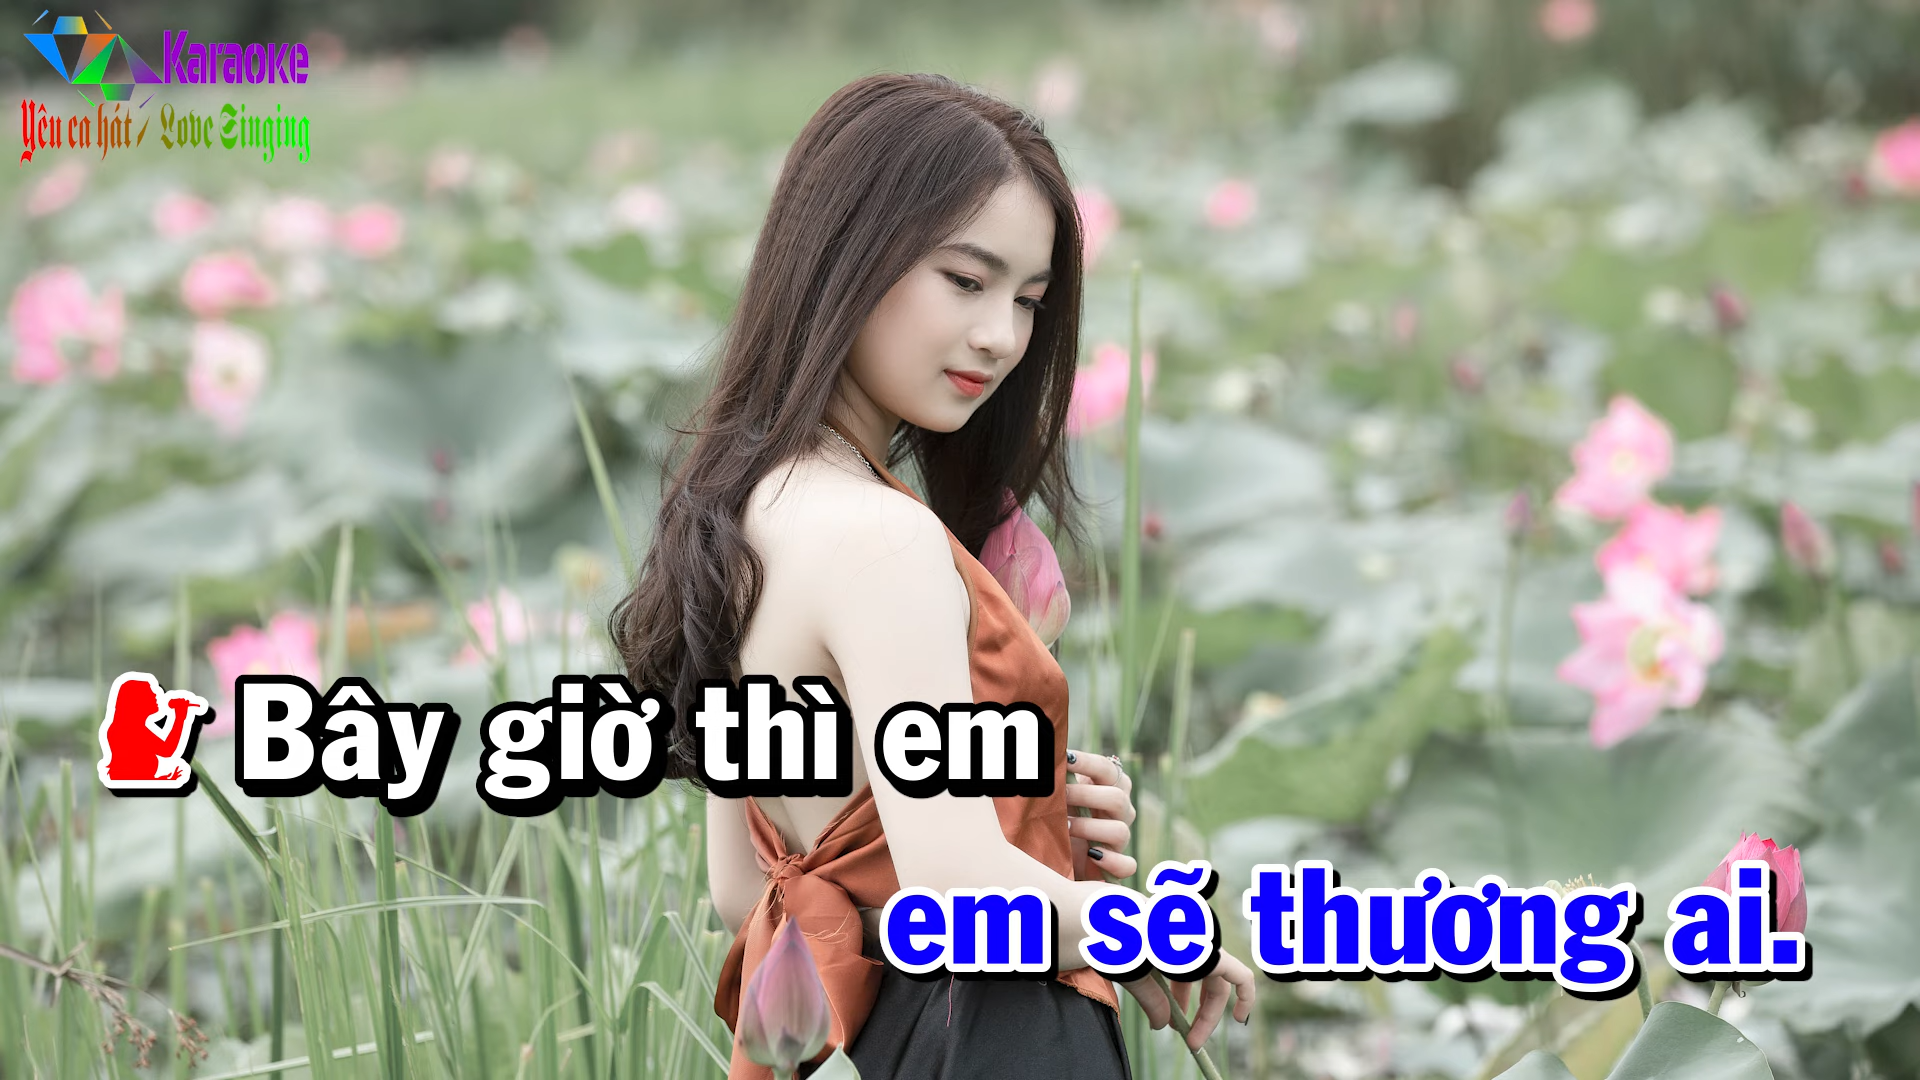 Karaoke
Yêu ca hát / Love Singing
Bây giờ thì em
em sẽ thương ai.